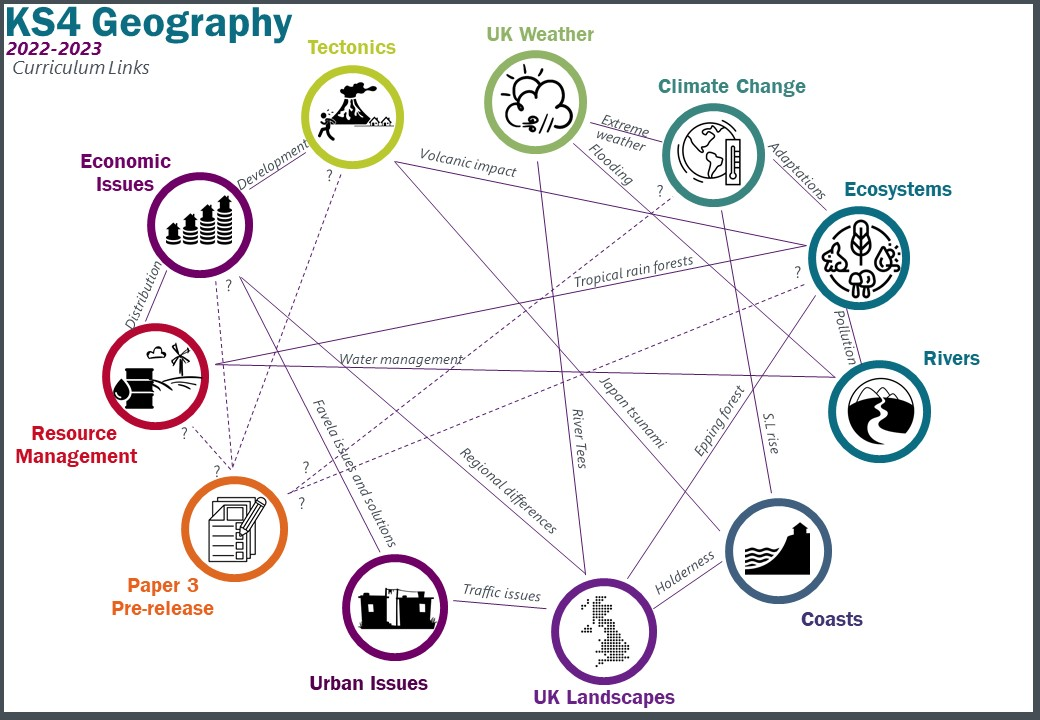 KS4 Geography
2022-2023
Curriculum Links
Tectonics
UK Weather
Climate Change
Ecosystems
Rivers
Coasts
UK Landscapes
Urban Issues
Paper 3
Pre-release
Resource
Management
Economic
Issues
Development
Volcanic impact
Extreme
weather
Flooding
Adaptations
Tropical rain forests
Distribution
Water management
Pollution
Japan tsunami
Epping forest
S.L rise
River Tees
Favela issues and solutions
Regional differences
Traffic issues
Holderness
?
?
?
?
?
?
?
?